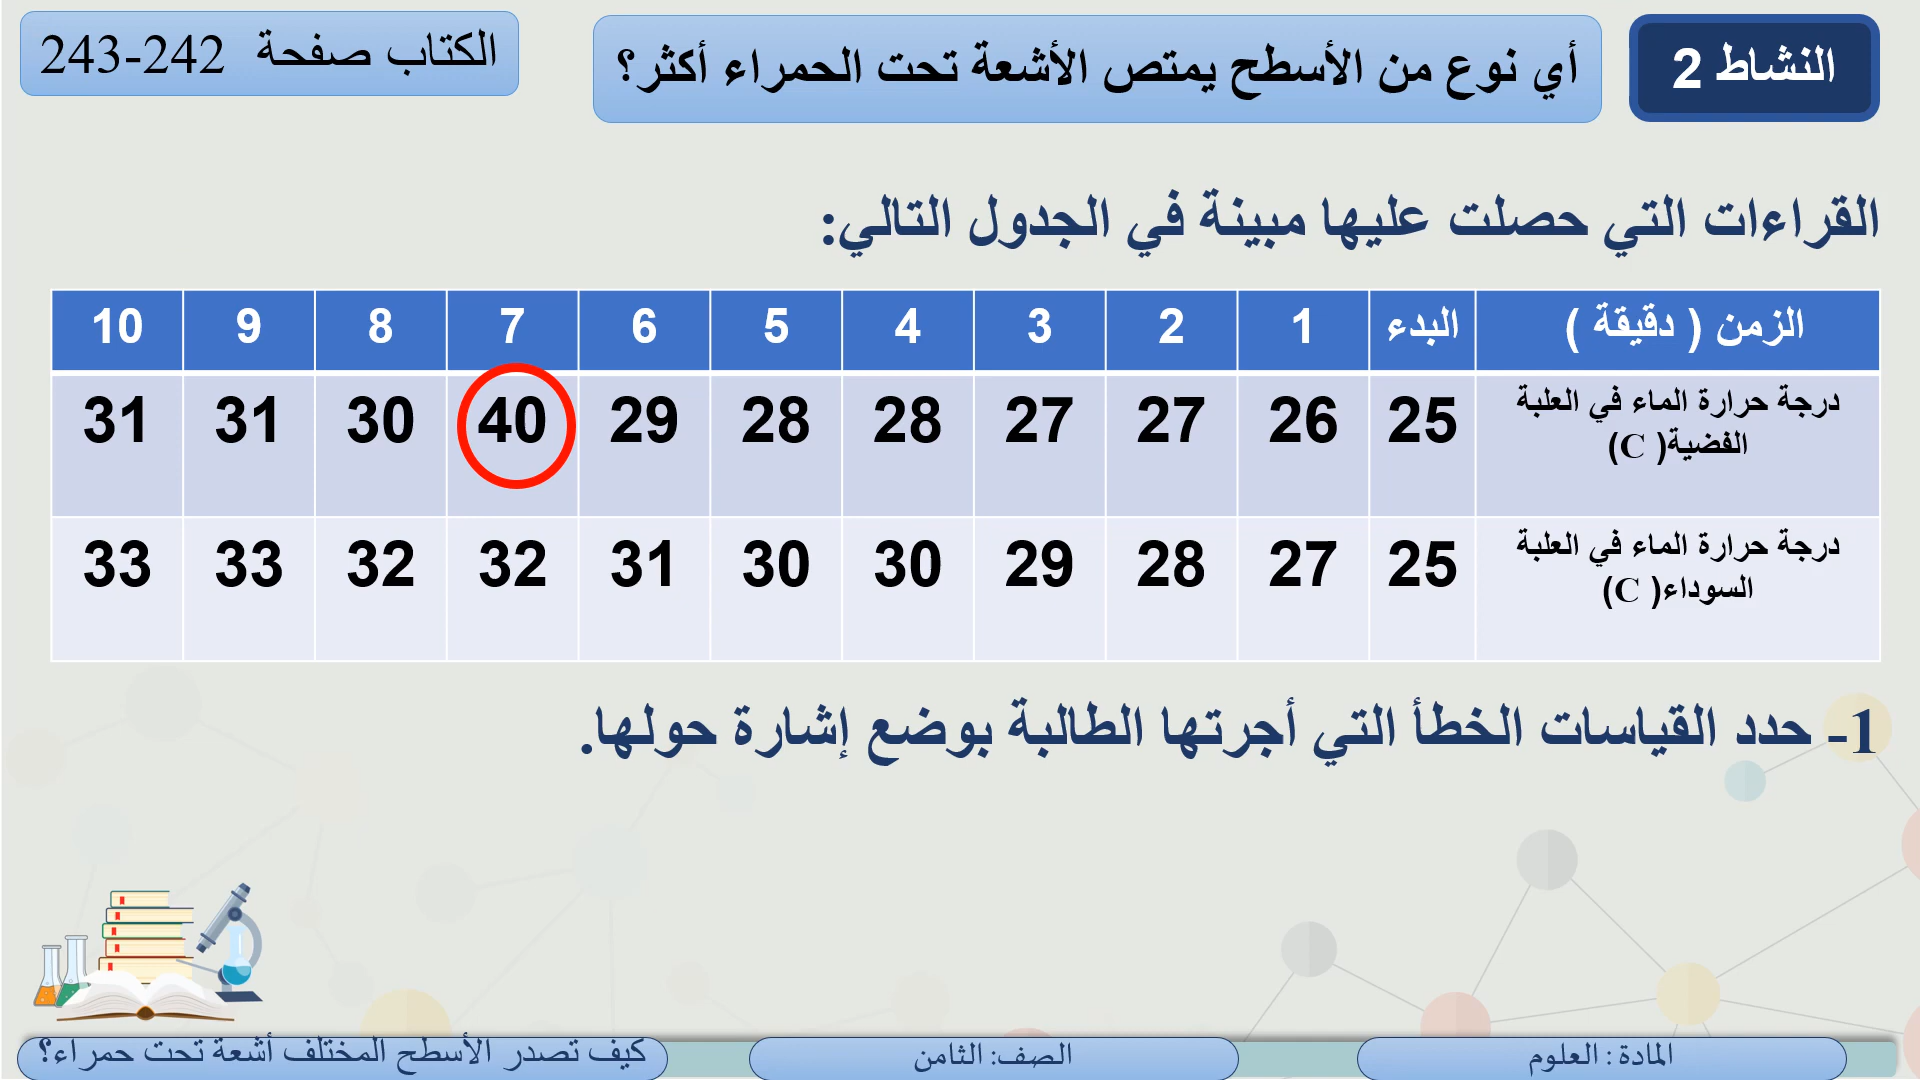 النشاط 2
أي نوع من الأسطح يمتص الأشعة تحت الحمراء أكثر؟
الكتاب صفحة 242-243
القراءات التي حصلت عليها مبينة في الجدول التالي:
الزمن ( دقيقة ) البدء 1 2 3 4 5 6 7 8 9 10
درجة حرارة الماء في العلبة
الفضية( C) 25 26 27 27 28 28 29 40 30 31 31
درجة حرارة الماء في العلبة
السوداء( C) 25 27 28 29 30 30 31 32 32 33 33
1- حدد القياسات الخطأ التي أجرتها الطالبة بوضع إشارة حولها.
المادة : العلوم
الصف: الثامن
كيف تصدر الأسطح المختلف أشعة تحت حمراء؟